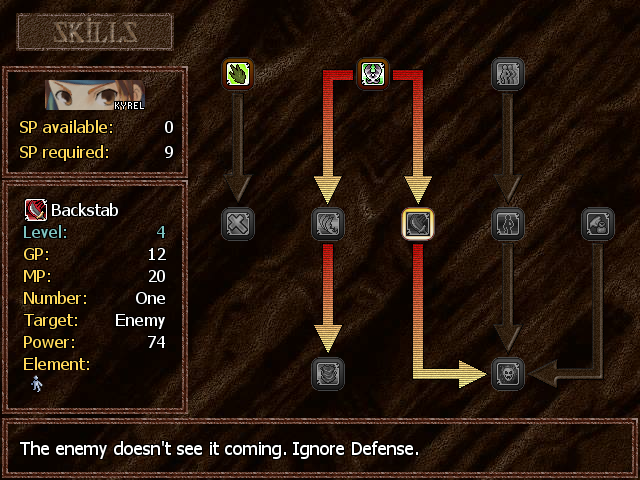 SKILLS
KYREL
SP available: 0
SP required: 9
Backstab
Level: 4
GP: 12
MP: 20
Number: One
Target: Enemy
Power: 74
Element:
The enemy doesn't see it coming. Ignore Defense.